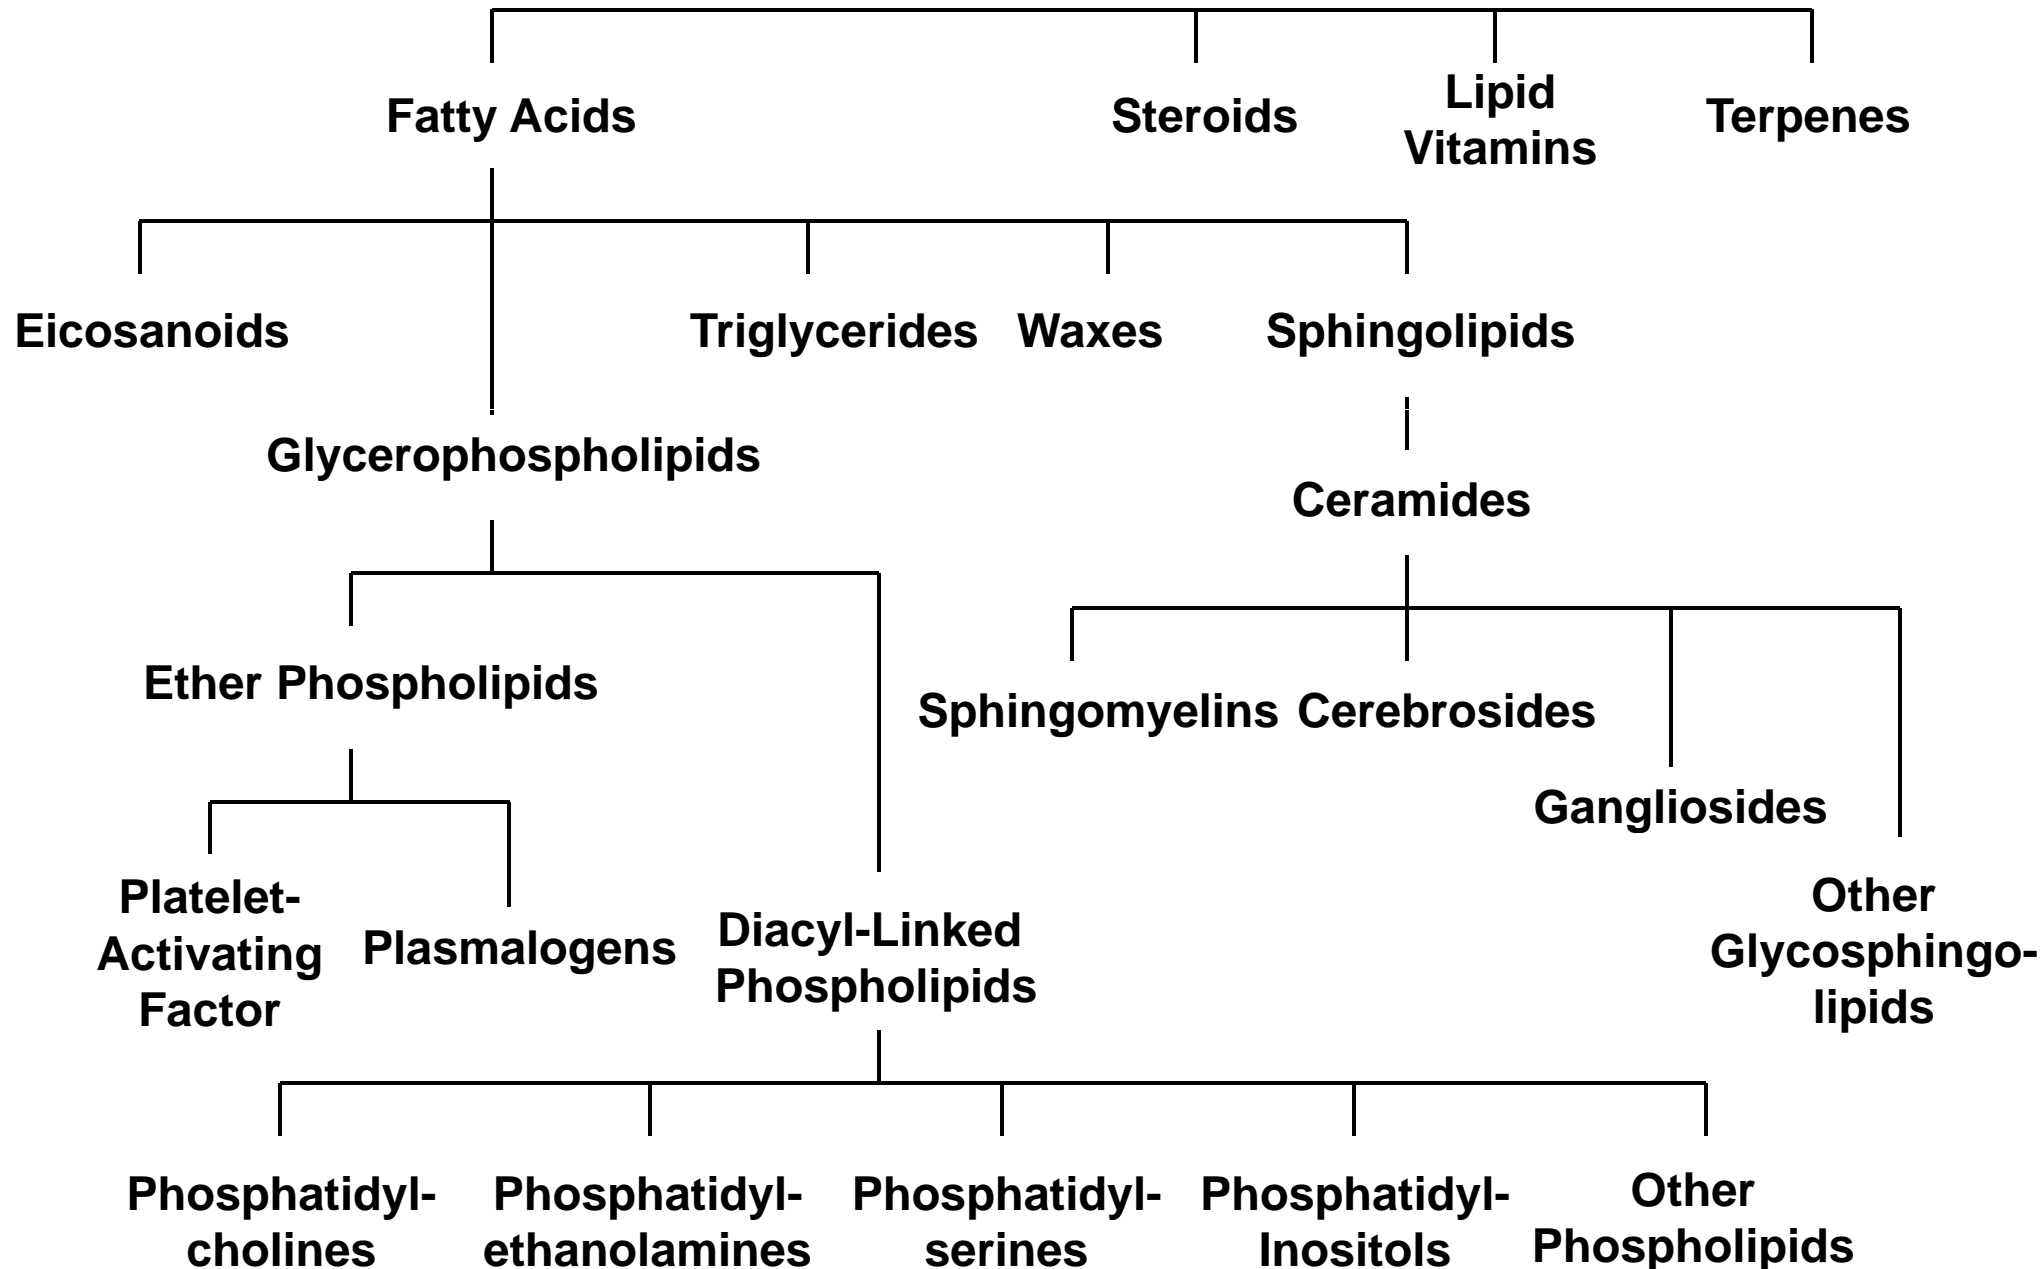 Fatty Acids
Steroids
Lipid
Vitamins
Terpenes
Eicosanoids
Triglycerides
Waxes
Sphingolipids
Glycerophospholipids
Ceramides
Ether Phospholipids
Sphingomyelins
Cerebrosides
Gangliosides
Platelet-
Activating
Factor
Plasmalogens
Diacyl-Linked
Phospholipids
Other
Glycosphingo-
lipids
Phosphatidyl-
cholines
Phosphatidyl-
ethanolamines
Phosphatidyl-
serines
Phosphatidyl-
Inositols
Other
Phospholipids